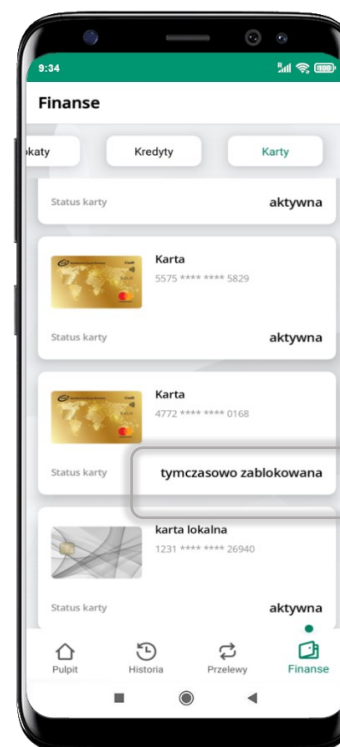 9:34
Finanse
katy
Kredyty
Karty
Status karty
aktywna
Karta
5575 **** **** 5829
Status karty
aktywna
Karta
4772 **** **** 0168
Status karty
tymczasowo zablokowana
karta lokalna
1231 **** **** 26940
Status karty
aktywna
Pulpit
Historia
Przelewy
Finanse